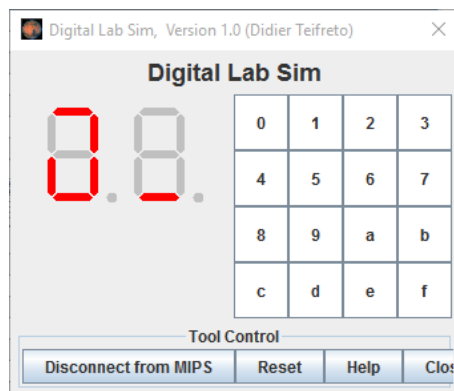 Digital Lab Sim, Version 1.0 (Didier Teifreto)
Digital Lab Sim
0 1 2 3
4 5 6 7
8 9 a b
c d e f
Tool Control
Disconnect from MIPS Reset Help Clos